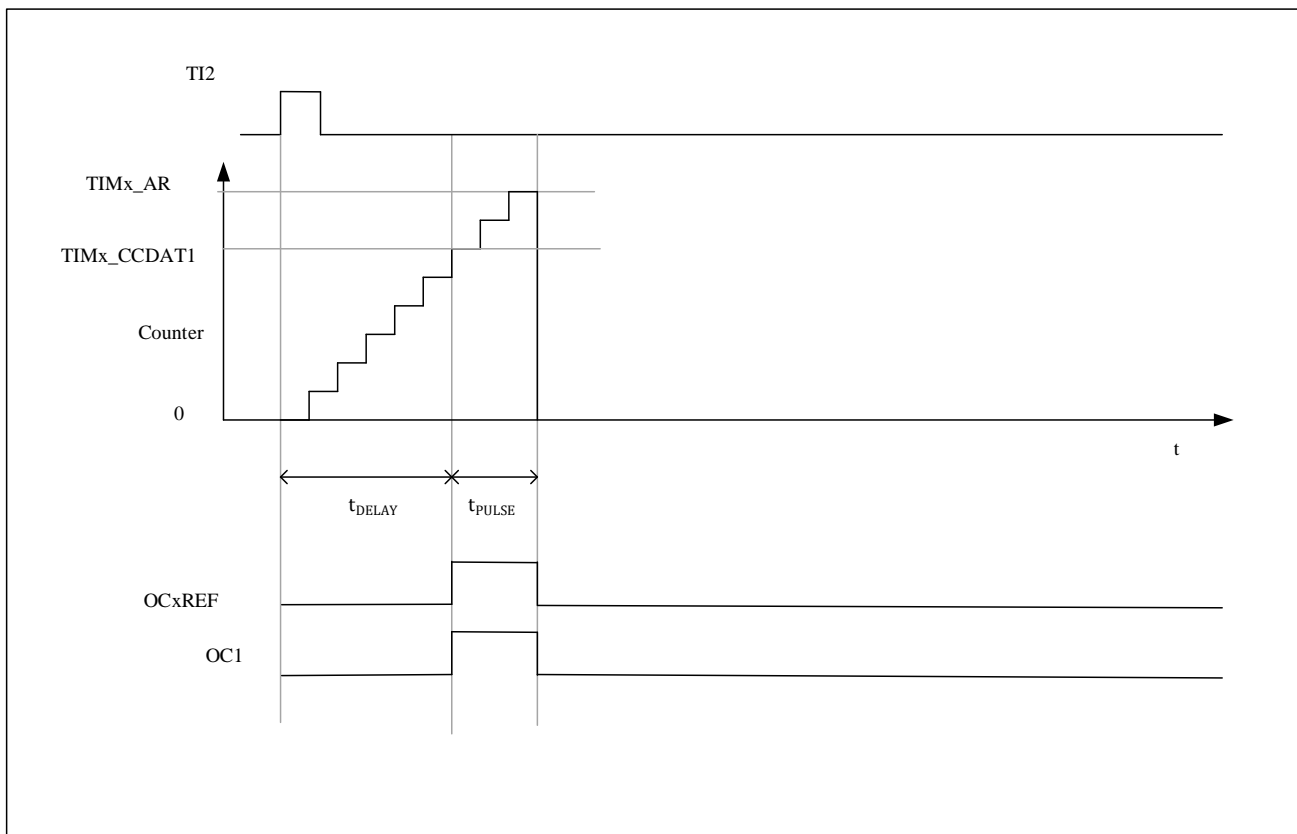 TI2
TIMx_AR
TIMx_CCDAT1
Counter
0
t
tDELAY
tPULSE
OCxREF
OC1